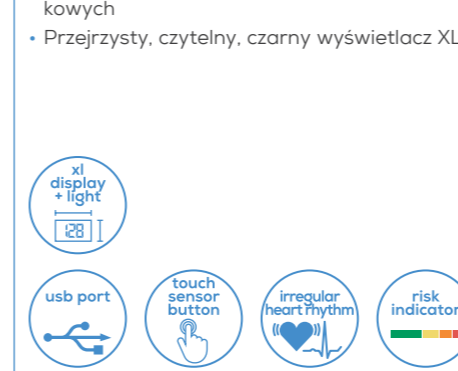 kowych
• Przejrzysty, czytelny, czarny wyświetlacz XL
xl
display
+ light
128
usb port
touch
sensor
button
irregular
heart rhythm
risk
indicator